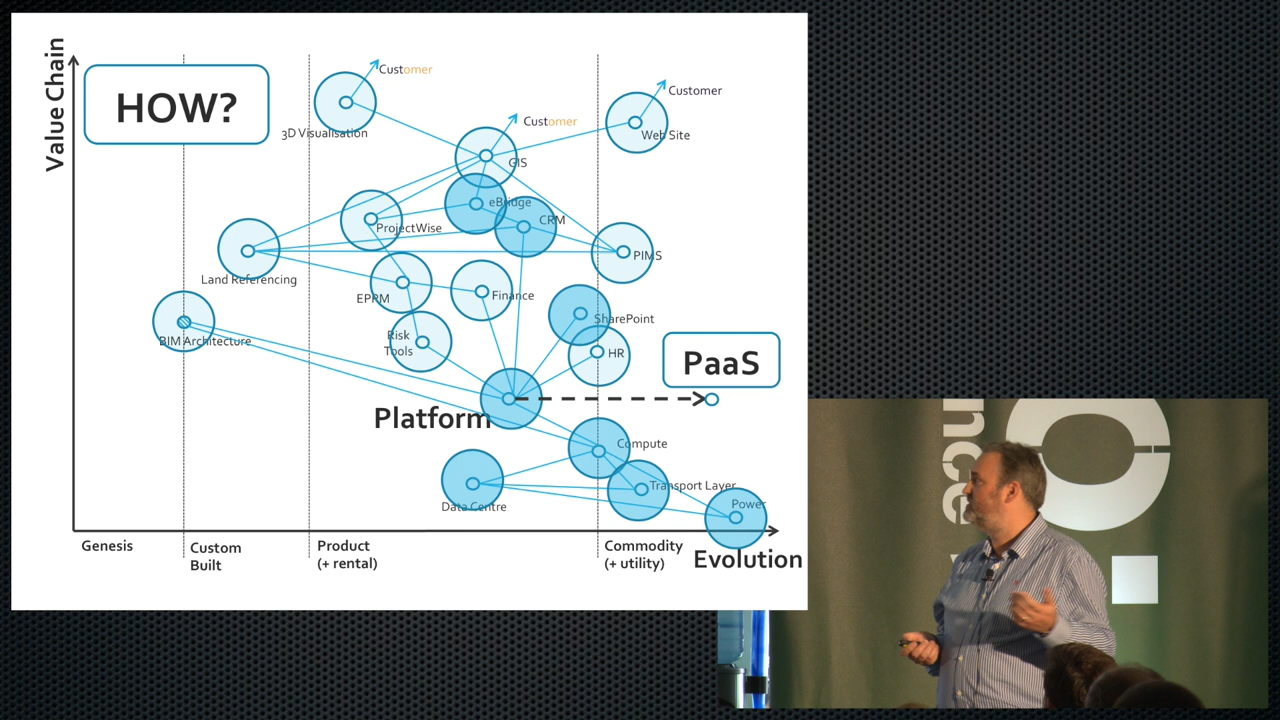 Value Chain
HOW?
Customer
3D Visualisation
Customer
GIS
Customer
Web Site
eBridge
CRM
ProjectWise
PIMS
Land Referencing
EPPM
Finance
SharePoint
BIM Architecture
Risk
Tools
HR
PaaS
Platform
Compute
Transport Layer
Data Centre
Power
Genesis
Custom
Built
Product
(+ rental)
Commodity
(+ utility)
Evolution
nce